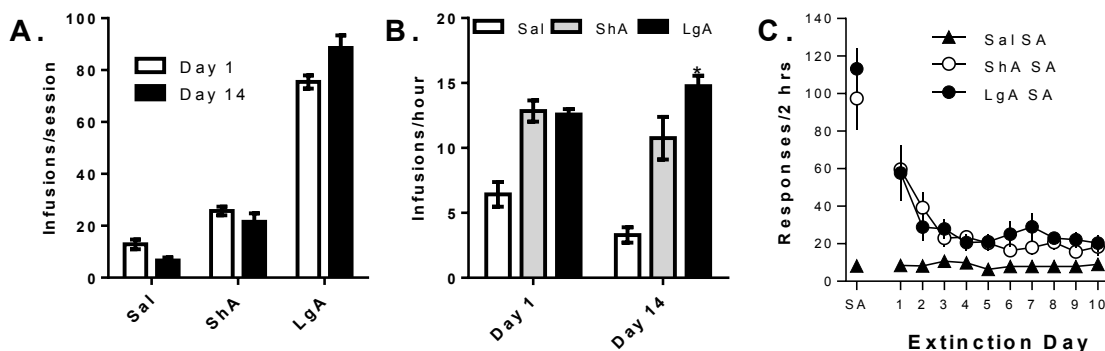 A.
Infusions/session
100
80
60
40
20
0
Day 1
Day 14
Sal
ShA
LgA
B.
Infusions/hour
20
15
10
5
0
Sal
ShA
LgA
*
Day 1
Day 14
C.
Responses/2 hrs
140
120
100
80
60
40
20
0
Sal SA
ShA SA
LgA SA
SA 1 2 3 4 5 6 7 8 9 10
Extinction Day